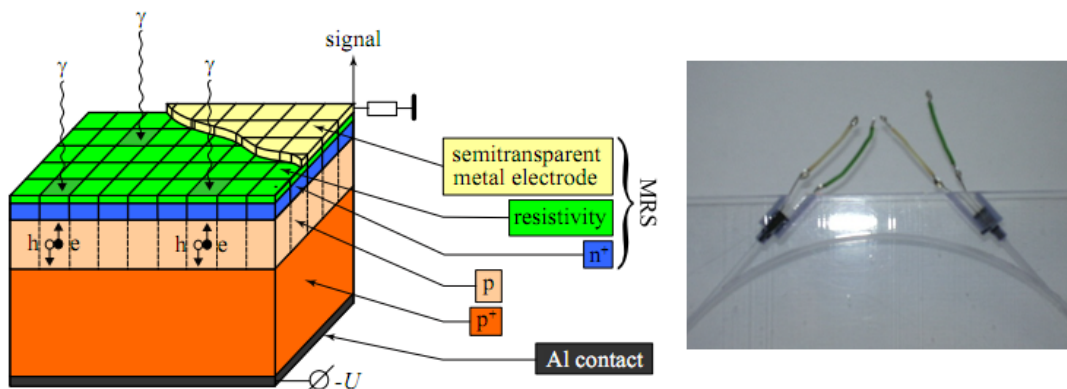 signal
γ
γ
γ
semitransparent
metal electrode
MRS
resistivity
h e
h e
n+
p
p+
Al contact
-U